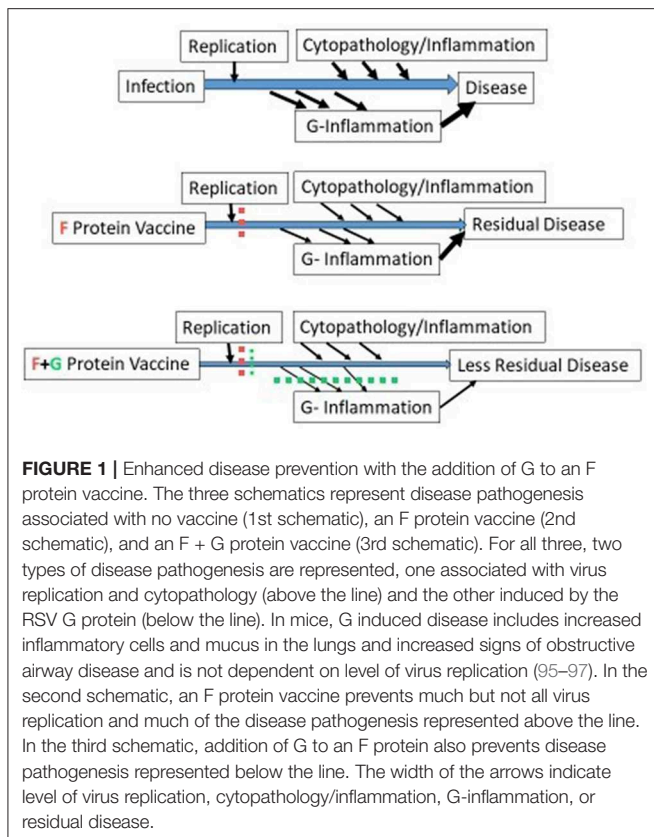 Replication
Cytopathology/Inflammation
Infection
Disease
G-Inflammation
Replication
Cytopathology/Inflammation
F Protein Vaccine
Residual Disease
G- Inflammation
Replication
Cytopathology/Inflammation
F+G Protein Vaccine
Less Residual Disease
G- Inflammation
FIGURE 1 | Enhanced disease prevention with the addition of G to an F
protein vaccine. The three schematics represent disease pathogenesis
associated with no vaccine (1st schematic), an F protein vaccine (2nd
schematic), and an F + G protein vaccine (3rd schematic). For all three, two
types of disease pathogenesis are represented, one associated with virus
replication and cytopathology (above the line) and the other induced by the
RSV G protein (below the line). In mice, G induced disease includes increased
inflammatory cells and mucus in the lungs and increased signs of obstructive
airway disease and is not dependent on level of virus replication (95–97). In the
second schematic, an F protein vaccine prevents much but not all virus
replication and much of the disease pathogenesis represented above the line.
In the third schematic, addition of G to an F protein also prevents disease
pathogenesis represented below the line. The width of the arrows indicate
level of virus replication, cytopathology/inflammation, G-inflammation, or
residual disease.